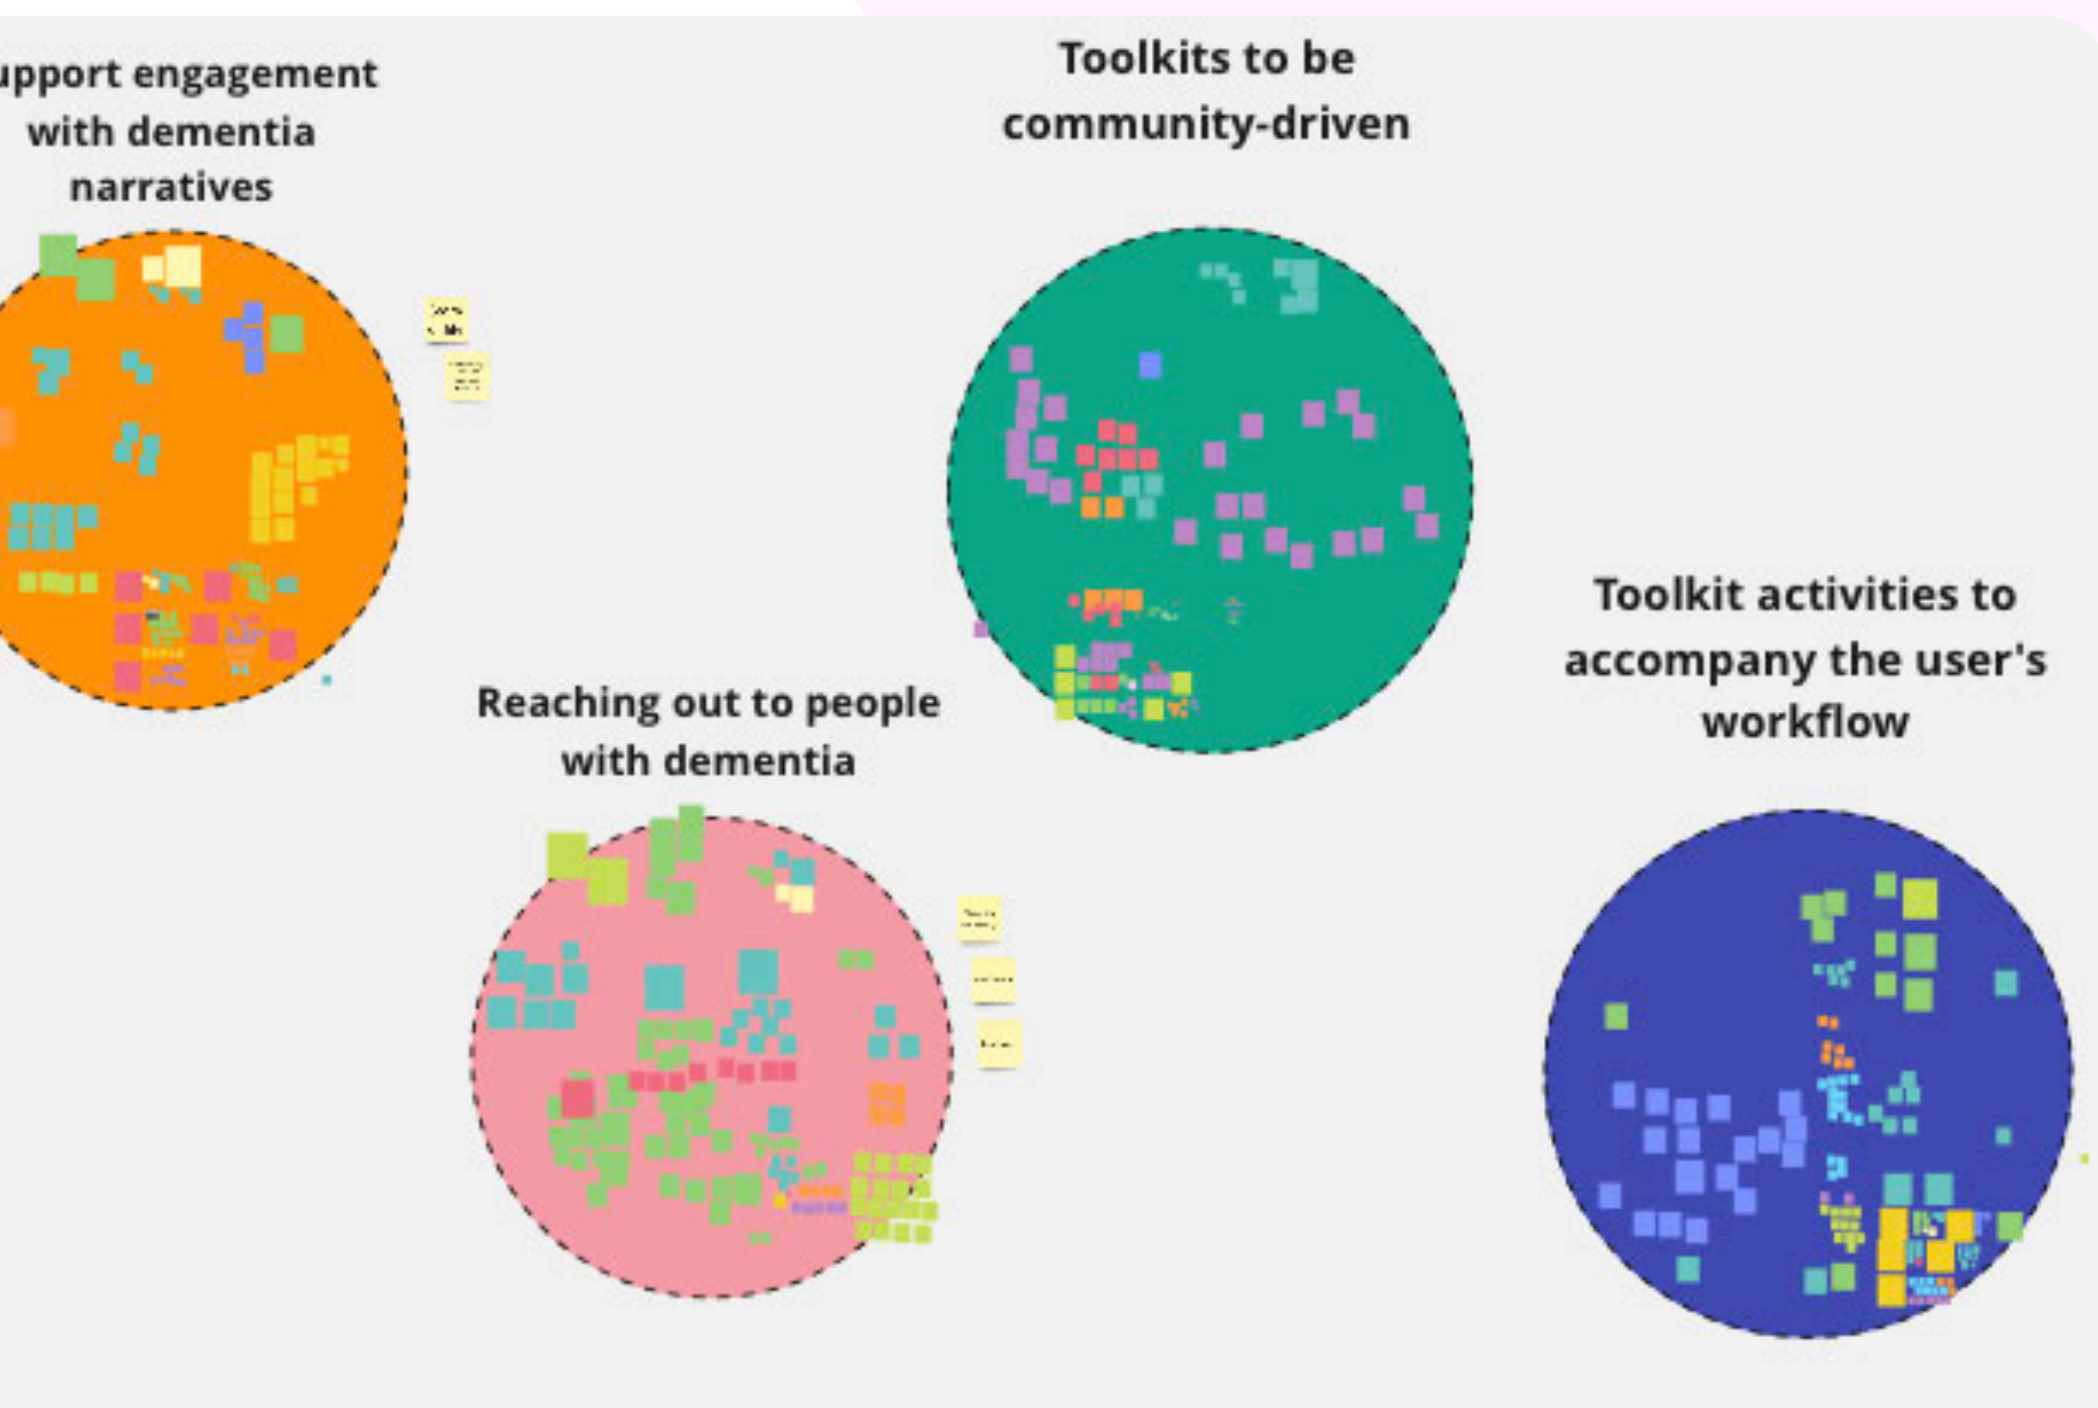 upport engagement
with dementia
narratives
Toolkits to be
community-driven
Reaching out to people
with dementia
Toolkit activities to
accompany the user's
workflow